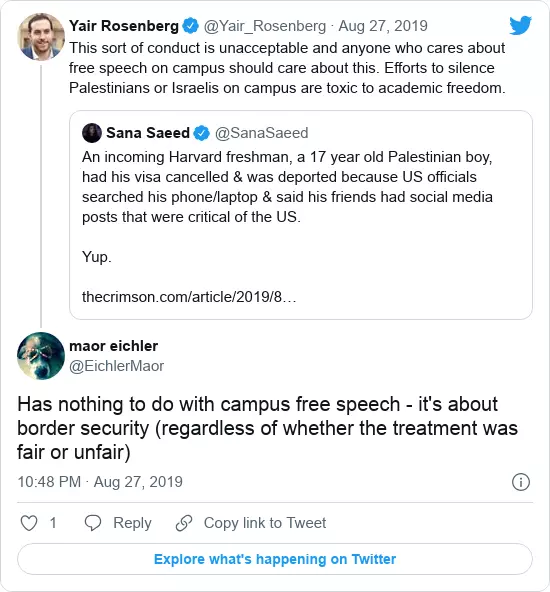 Yair Rosenberg @Yair_Rosenberg · Aug 27, 2019
This sort of conduct is unacceptable and anyone who cares about
free speech on campus should care about this. Efforts to silence
Palestinians or Israelis on campus are toxic to academic freedom.
Sana Saeed @SanaSaeed
An incoming Harvard freshman, a 17 year old Palestinian boy,
had his visa cancelled & was deported because US officials
searched his phone/laptop & said his friends had social media
posts that were critical of the US.
Yup.
thecrimson.com/article/2019/8…
maor eichler
@EichlerMaor
Has nothing to do with campus free speech - it's about
border security (regardless of whether the treatment was
fair or unfair)
10:48 PM · Aug 27, 2019
1 Reply Copy link to Tweet
Explore what's happening on Twitter